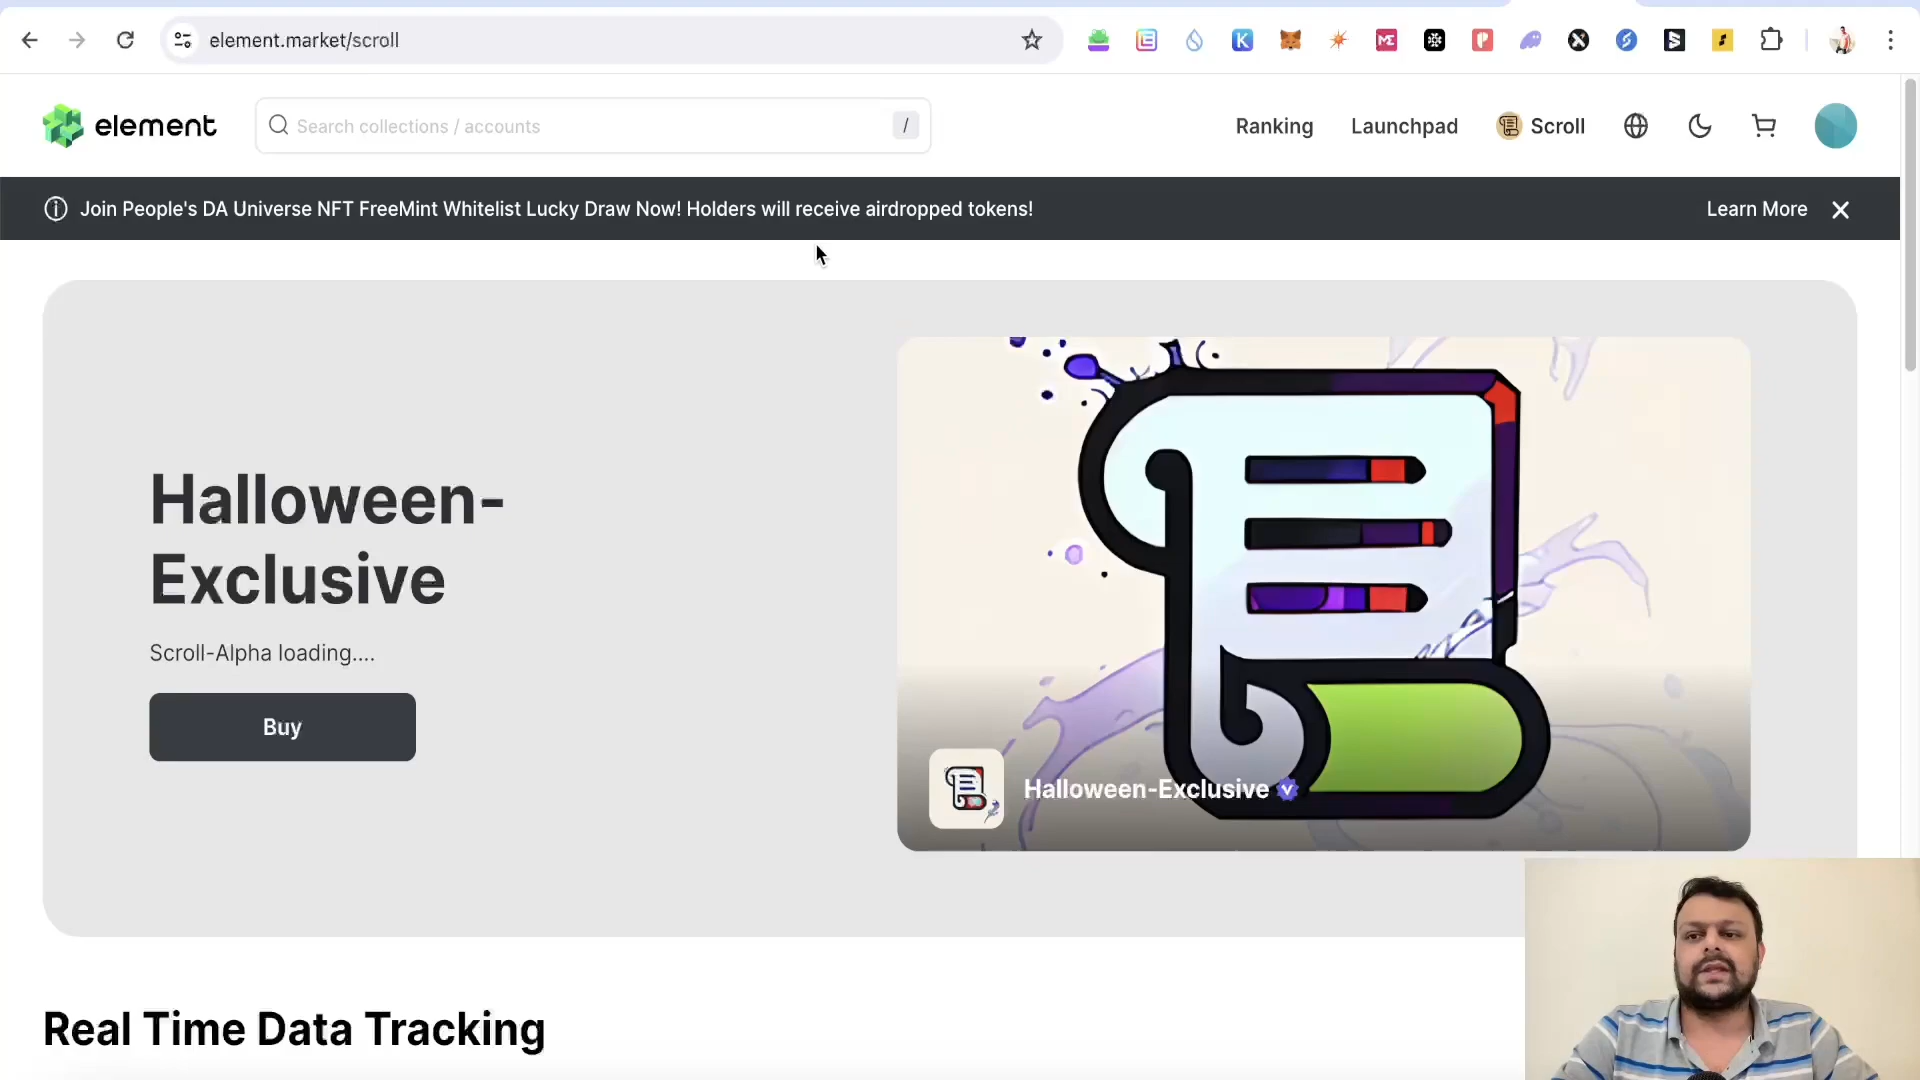 element.market/scroll
element
Search collections / accounts
/
Ranking
Launchpad
Scroll
Join People's DA Universe NFT FreeMint Whitelist Lucky Draw Now! Holders will receive airdropped tokens!
Learn More
Halloween-
Exclusive
Scroll-Alpha loading....
Buy
Halloween-Exclusive
Real Time Data Tracking